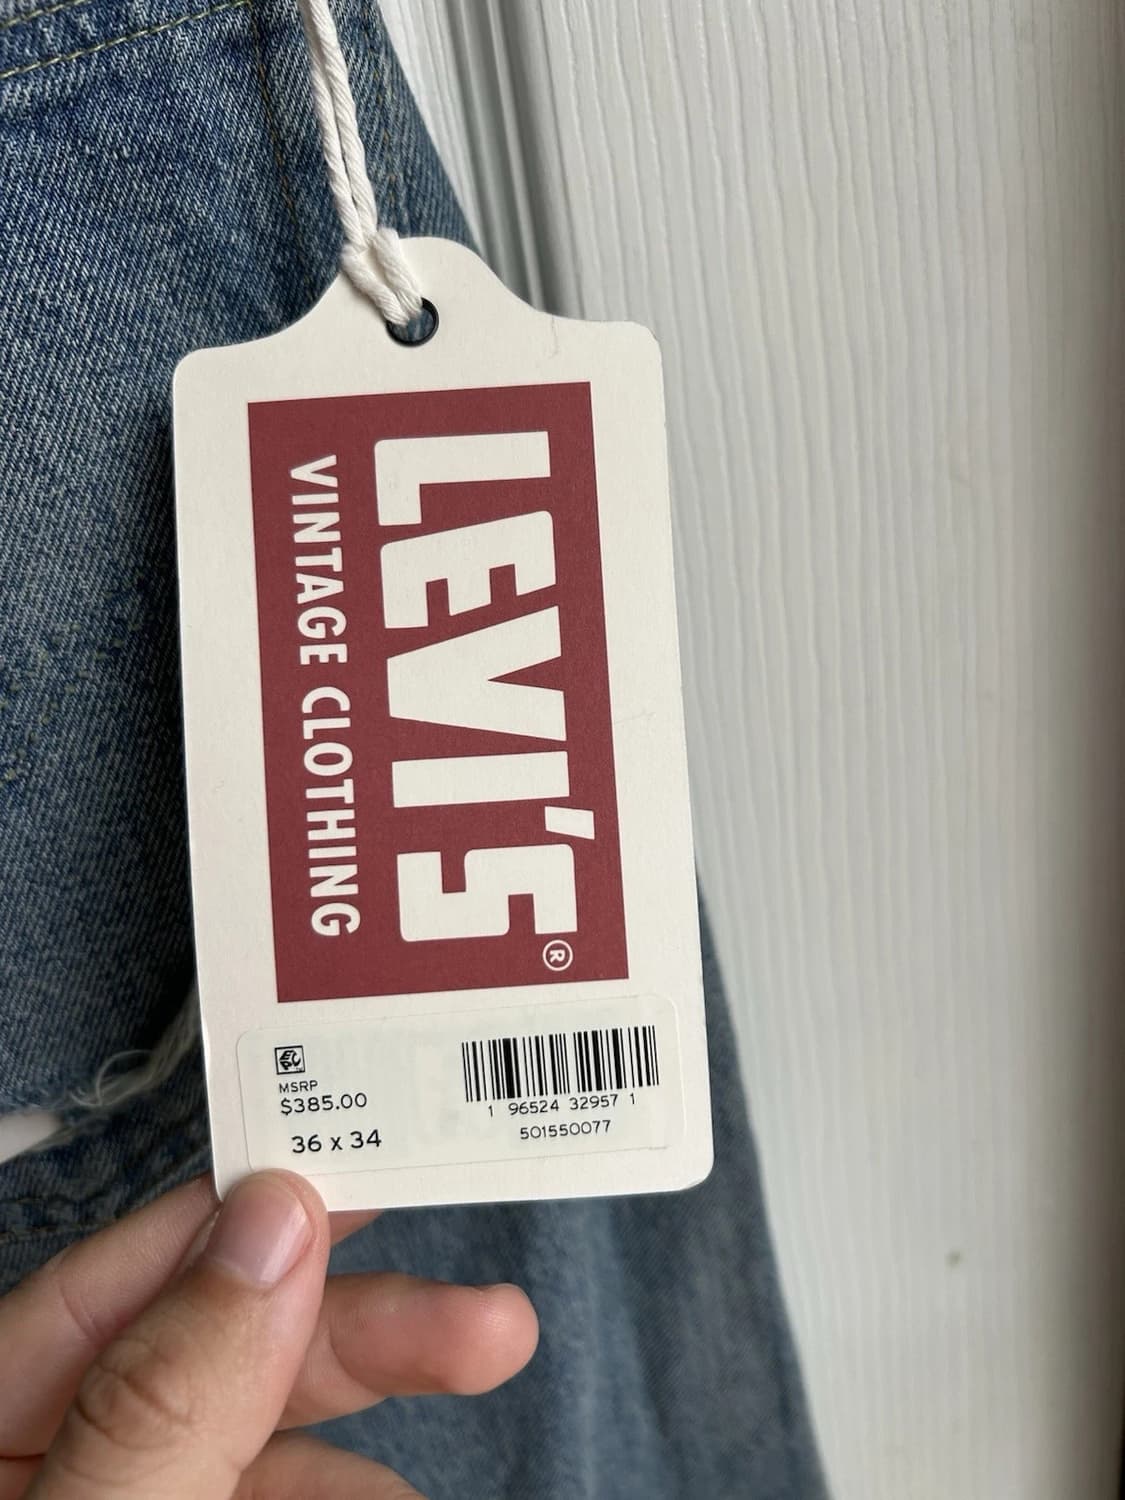 LEVI'S®
VINTAGE CLOTHING
MSRP
$385.00
36 x 34
1 96524 32957 1
501550077